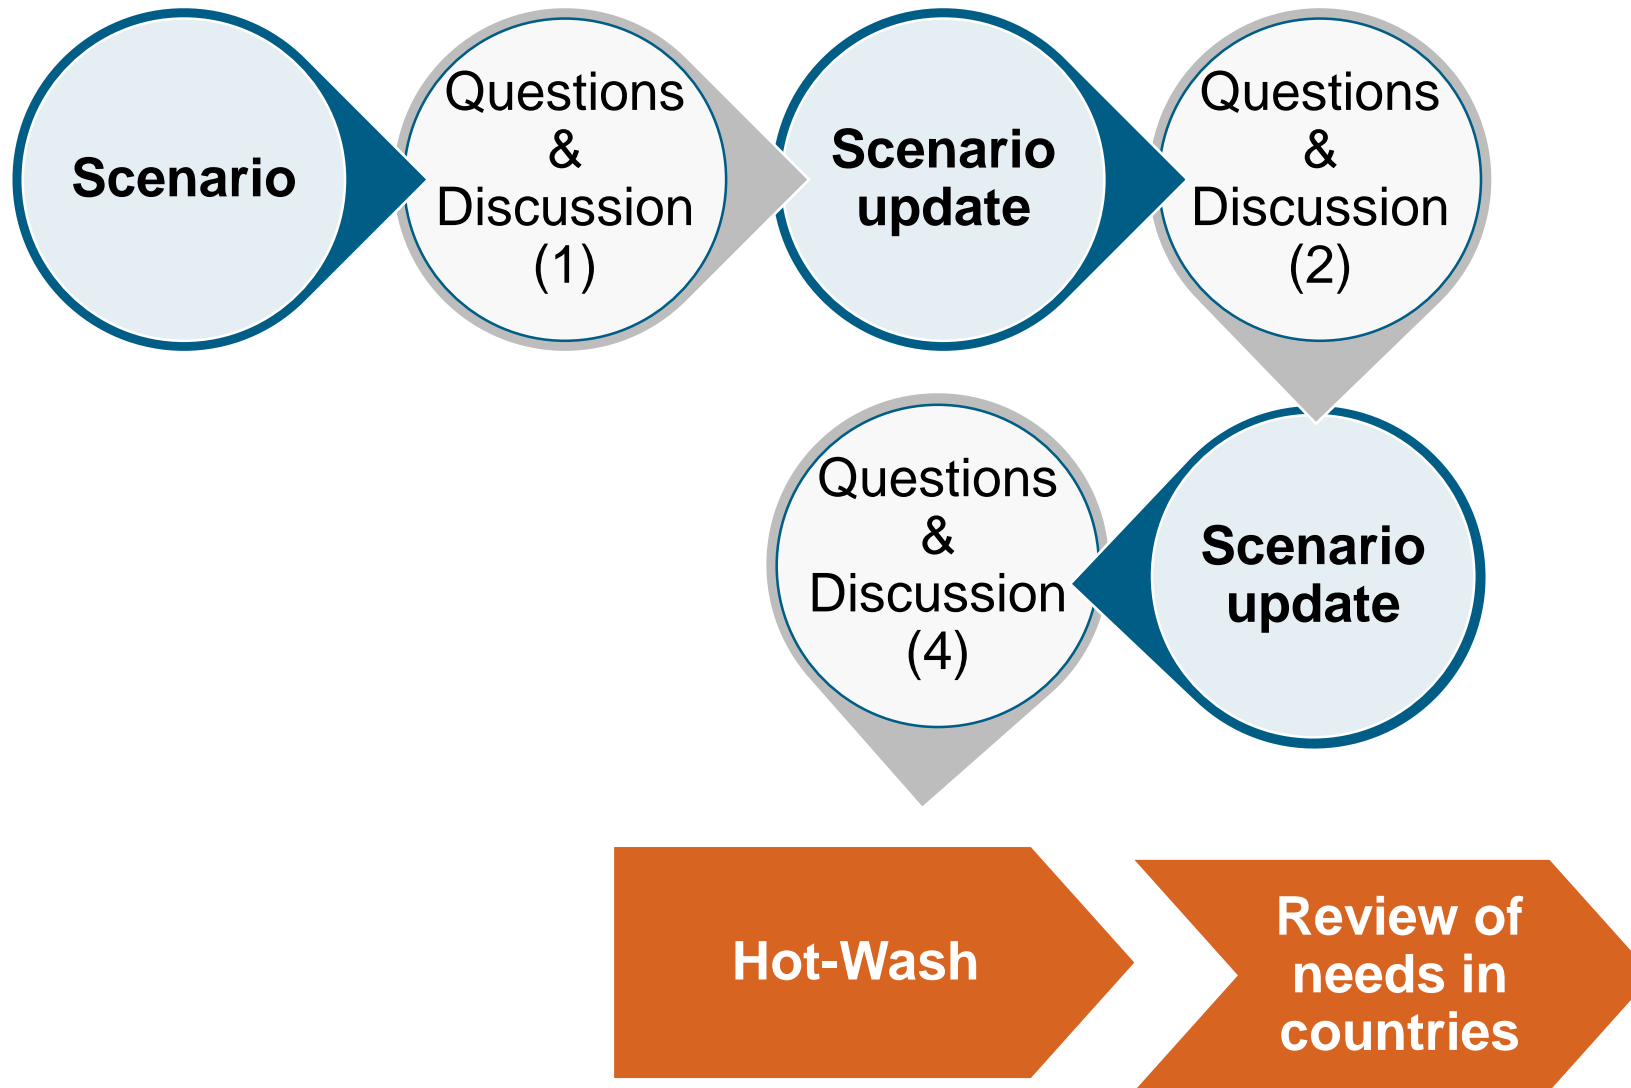 Scenario
Questions
&
Discussion
(1)
Scenario
update
Questions
&
Discussion
(2)
Scenario
update
Questions
&
Discussion
(4)
Hot-Wash
Review of
needs in
countries